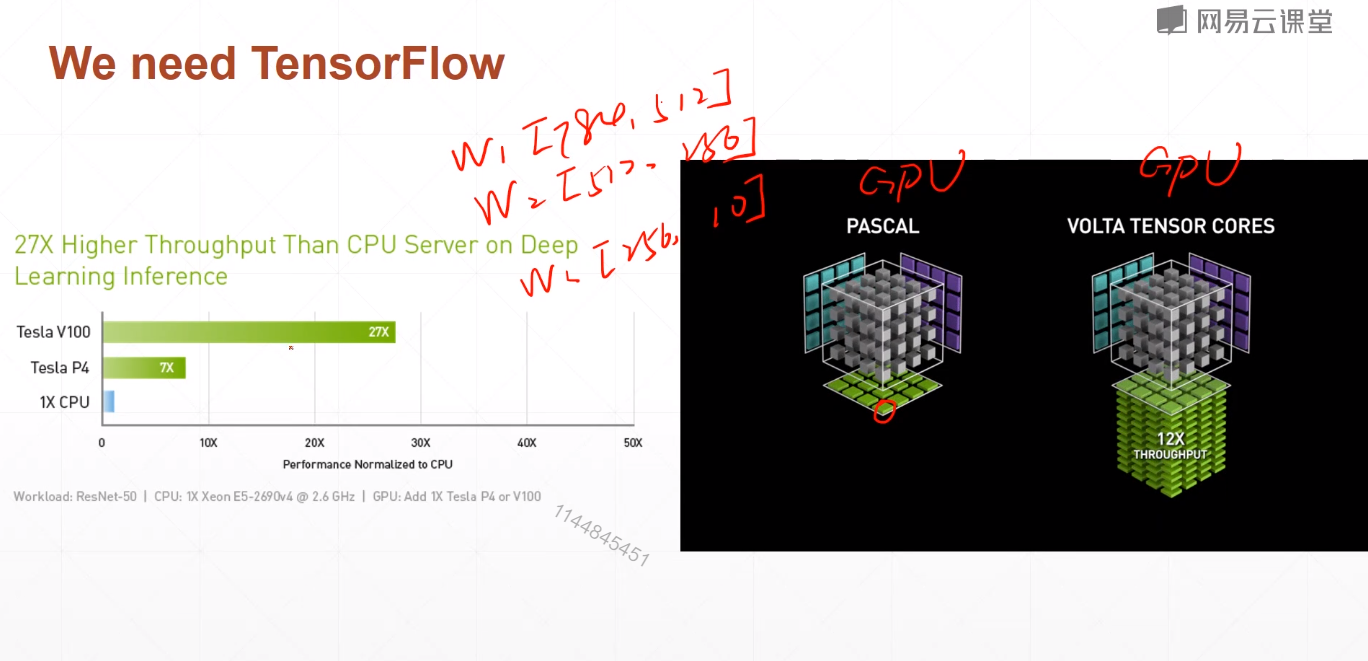 网易云课堂
We need TensorFlow
W1 [784, 512]
W2 [512, 256]
[256, 10]
27X Higher Throughput Than CPU Server on Deep
Learning Inference
Tesla V100
27X
Tesla P4
7X
1X CPU
0 10X 20X 30X 40X 50X
Performance Normalized to CPU
Workload: ResNet-50 | CPU: 1X Xeon E5-2690v4 @ 2.6 GHz | GPU: Add 1X Tesla P4 or V100
1144845451
GPU
GPU
PASCAL
VOLTA TENSOR CORES
12X
THROUGHPUT